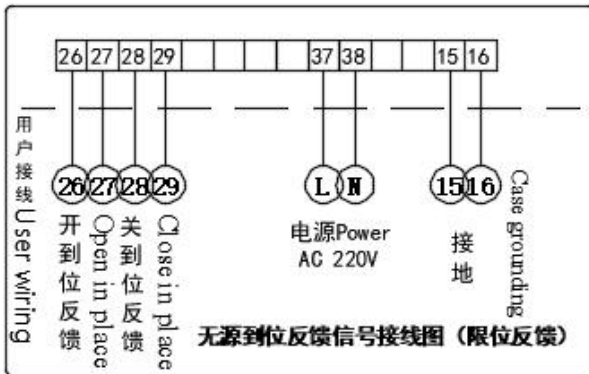 26 27 28 29 37 38 15 16
用户接线 User wiring
26 27 28 29 L N 15 16
开到位反馈
Open in place
关到位反馈
Close in place
电源Power
AC 220V
接地
Case grounding
无源到位反馈信号接线图（限位反馈）